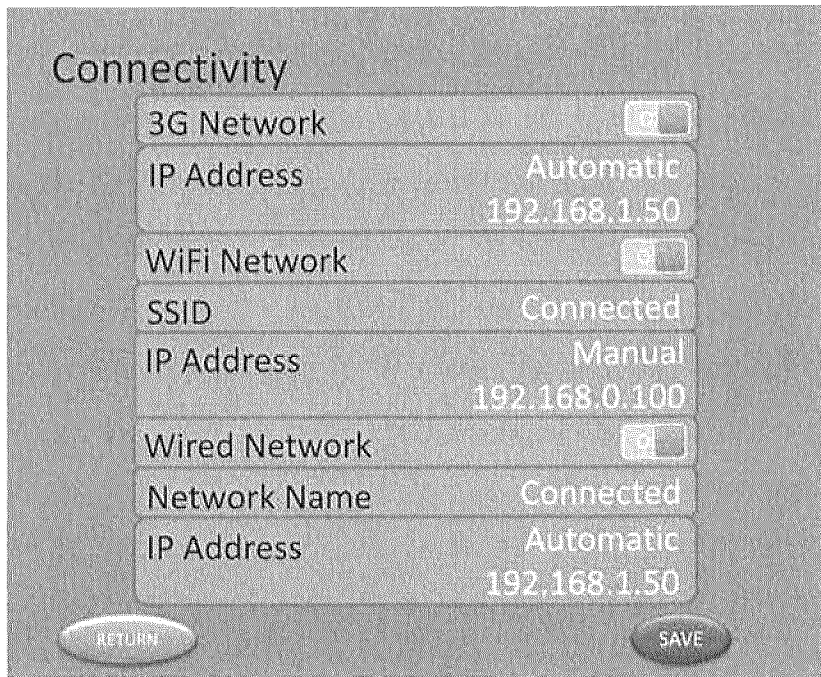 Connectivity
3G Network
IP Address Automatic
192.168.1.50
WiFi Network
SSID Connected
IP Address Manual
192.168.0.100
Wired Network
Network Name Connected
IP Address Automatic
192.168.1.50
RETURN SAVE